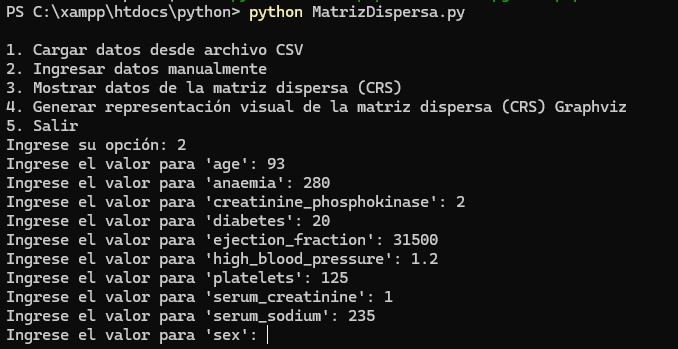 PS C:\xampp\htdocs\python> python MatrizDispersa.py
1. Cargar datos desde archivo CSV
2. Ingresar datos manualmente
3. Mostrar datos de la matriz dispersa (CRS)
4. Generar representación visual de la matriz dispersa (CRS) Graphviz
5. Salir
Ingrese su opción: 2
Ingrese el valor para 'age': 93
Ingrese el valor para 'anaemia': 280
Ingrese el valor para 'creatinine_phosphokinase': 2
Ingrese el valor para 'diabetes': 20
Ingrese el valor para 'ejection_fraction': 31500
Ingrese el valor para 'high_blood_pressure': 1.2
Ingrese el valor para 'platelets': 125
Ingrese el valor para 'serum_creatinine': 1
Ingrese el valor para 'serum_sodium': 235
Ingrese el valor para 'sex':